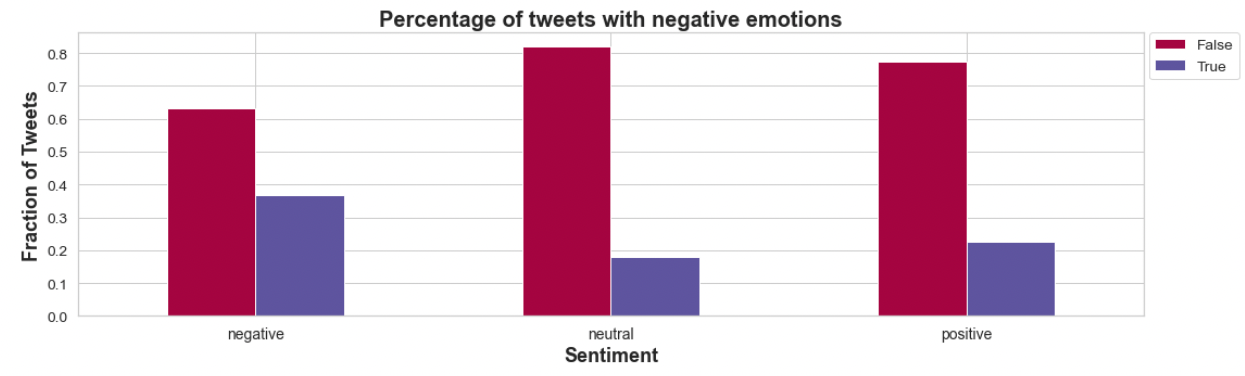 Percentage of tweets with negative emotions
False
True
Fraction of Tweets
0.8
0.7
0.6
0.5
0.4
0.3
0.2
0.1
0.0
negative neutral positive
Sentiment